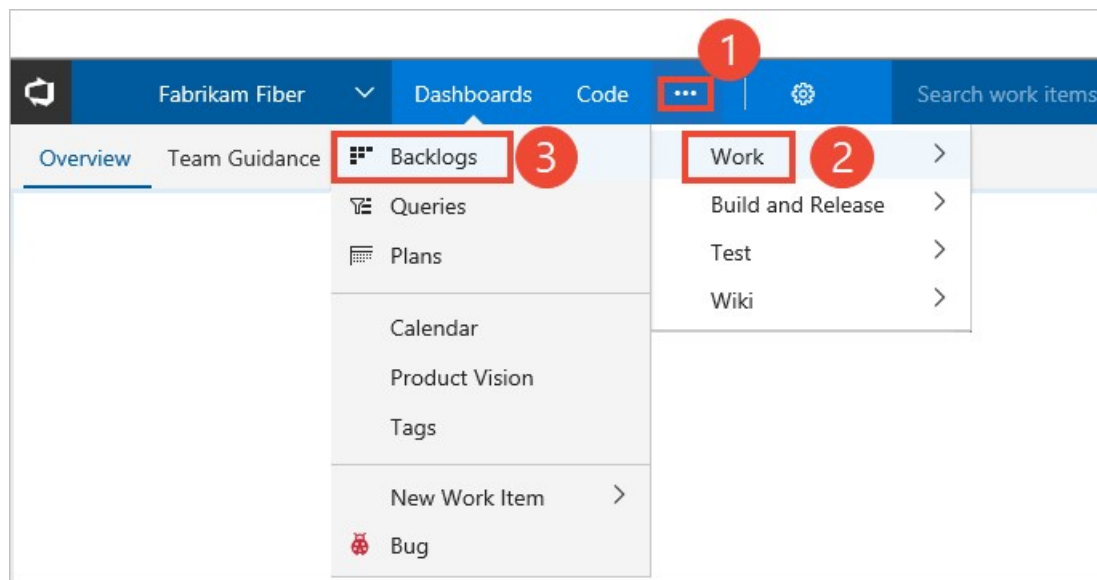 1
Fabrikam Fiber Dashboards Code ••• Search work items
Overview Team Guidance Backlogs 3 Work 2
Queries Build and Release
Plans Test
Wiki
Calendar
Product Vision
Tags
New Work Item
Bug